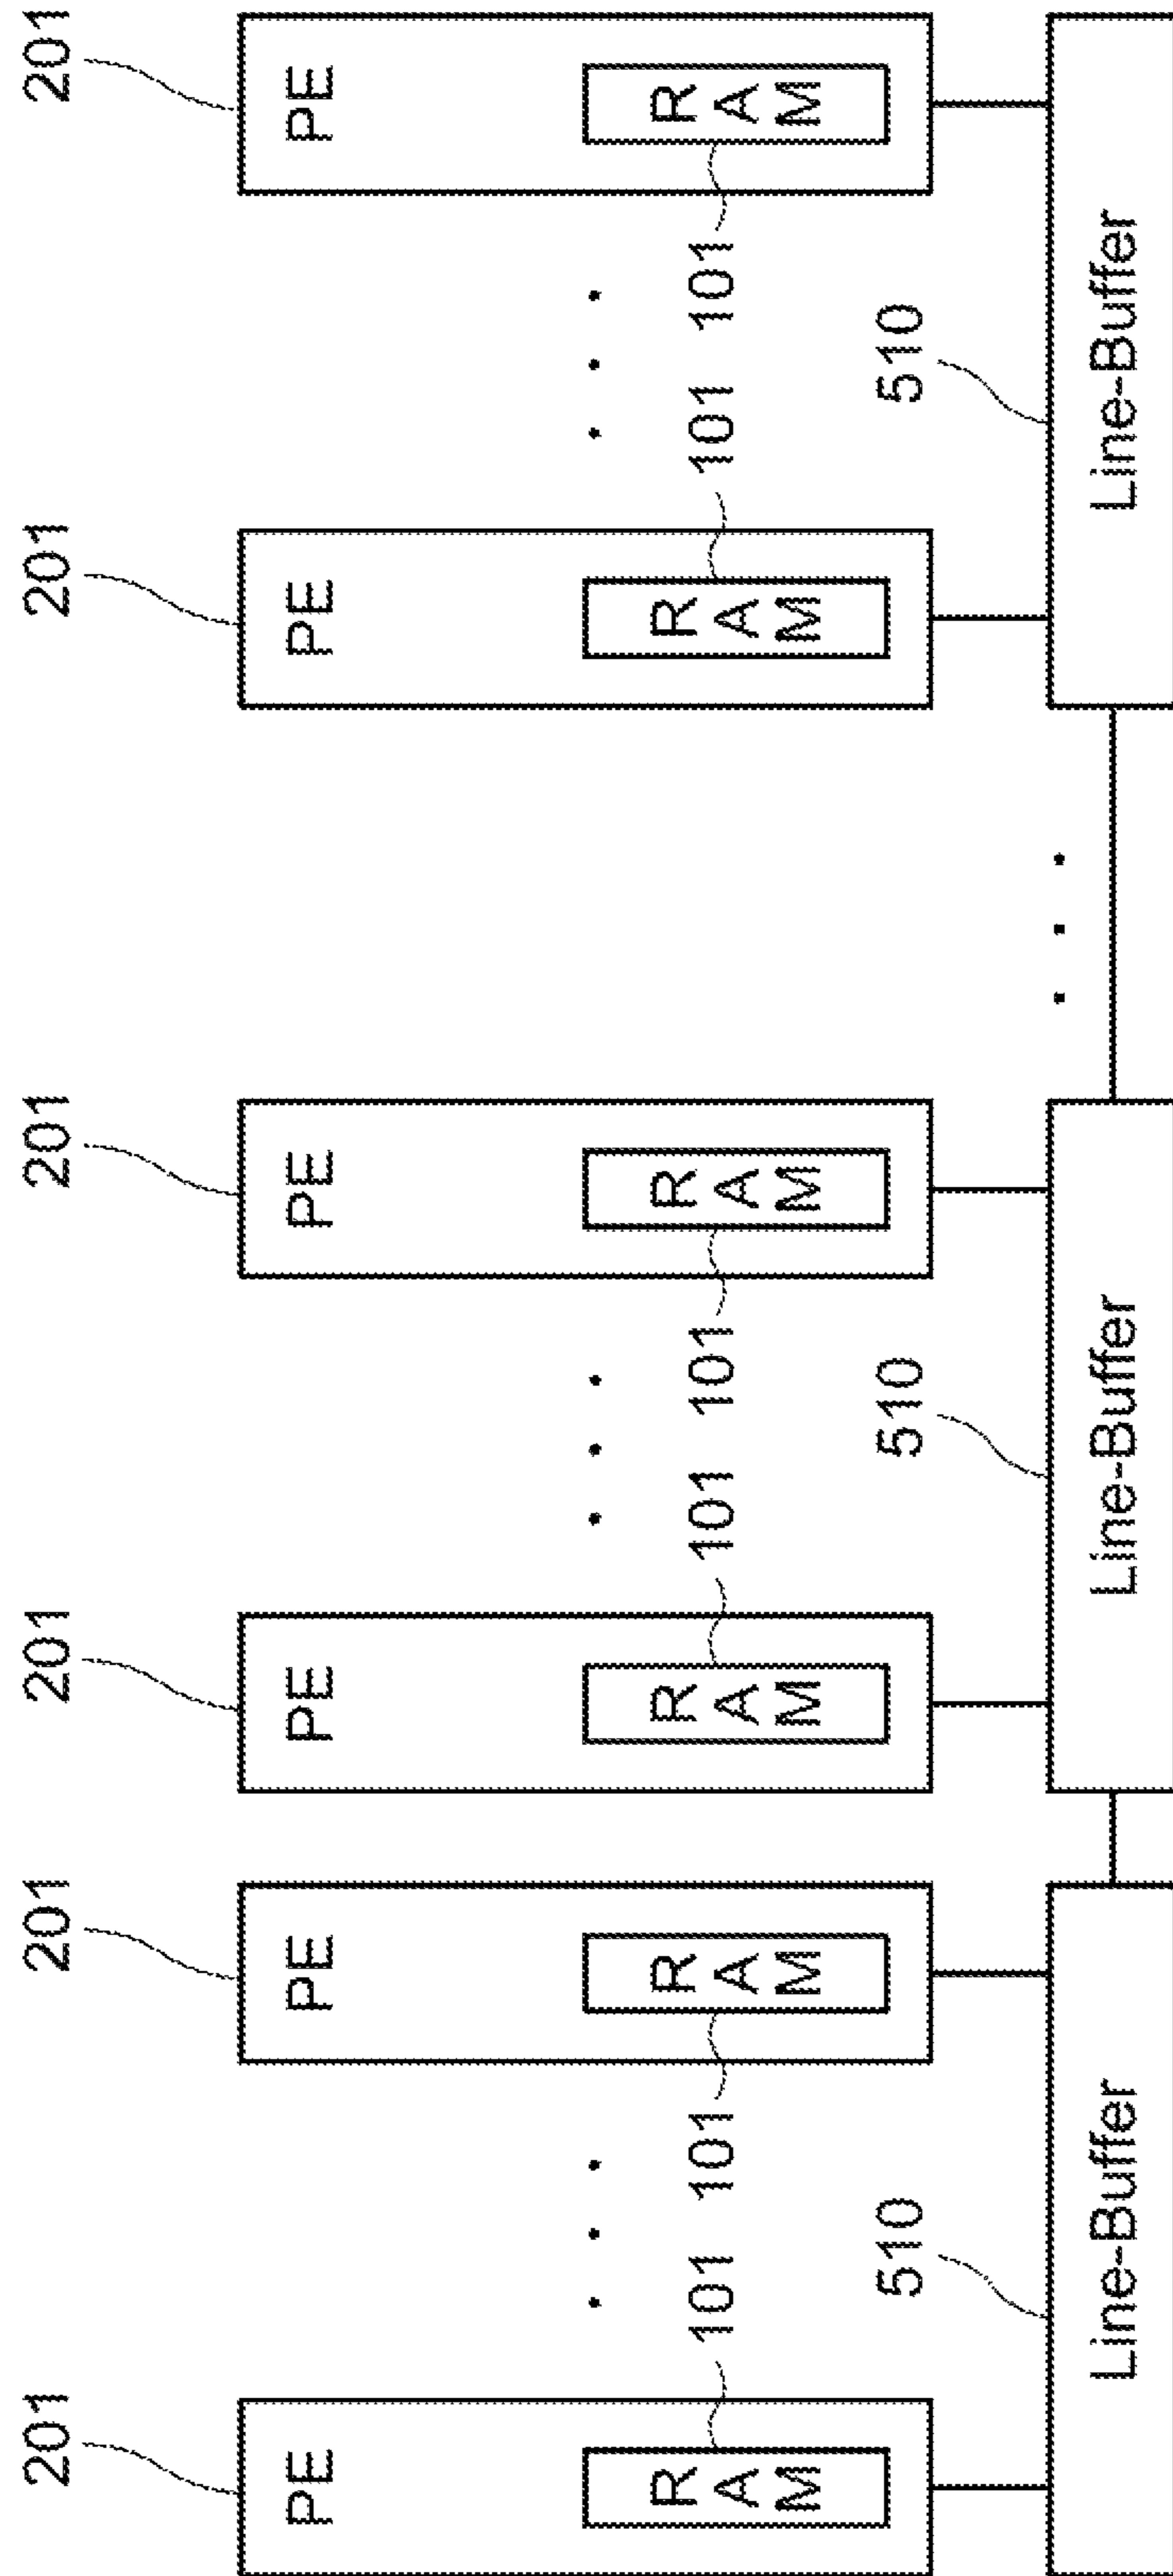 201 201 201 201 201 201
PE PE PE PE PE PE
RAM RAM RAM RAM RAM RAM
101 101 101 101 101 101
510 510 510
Line-Buffer Line-Buffer Line-Buffer